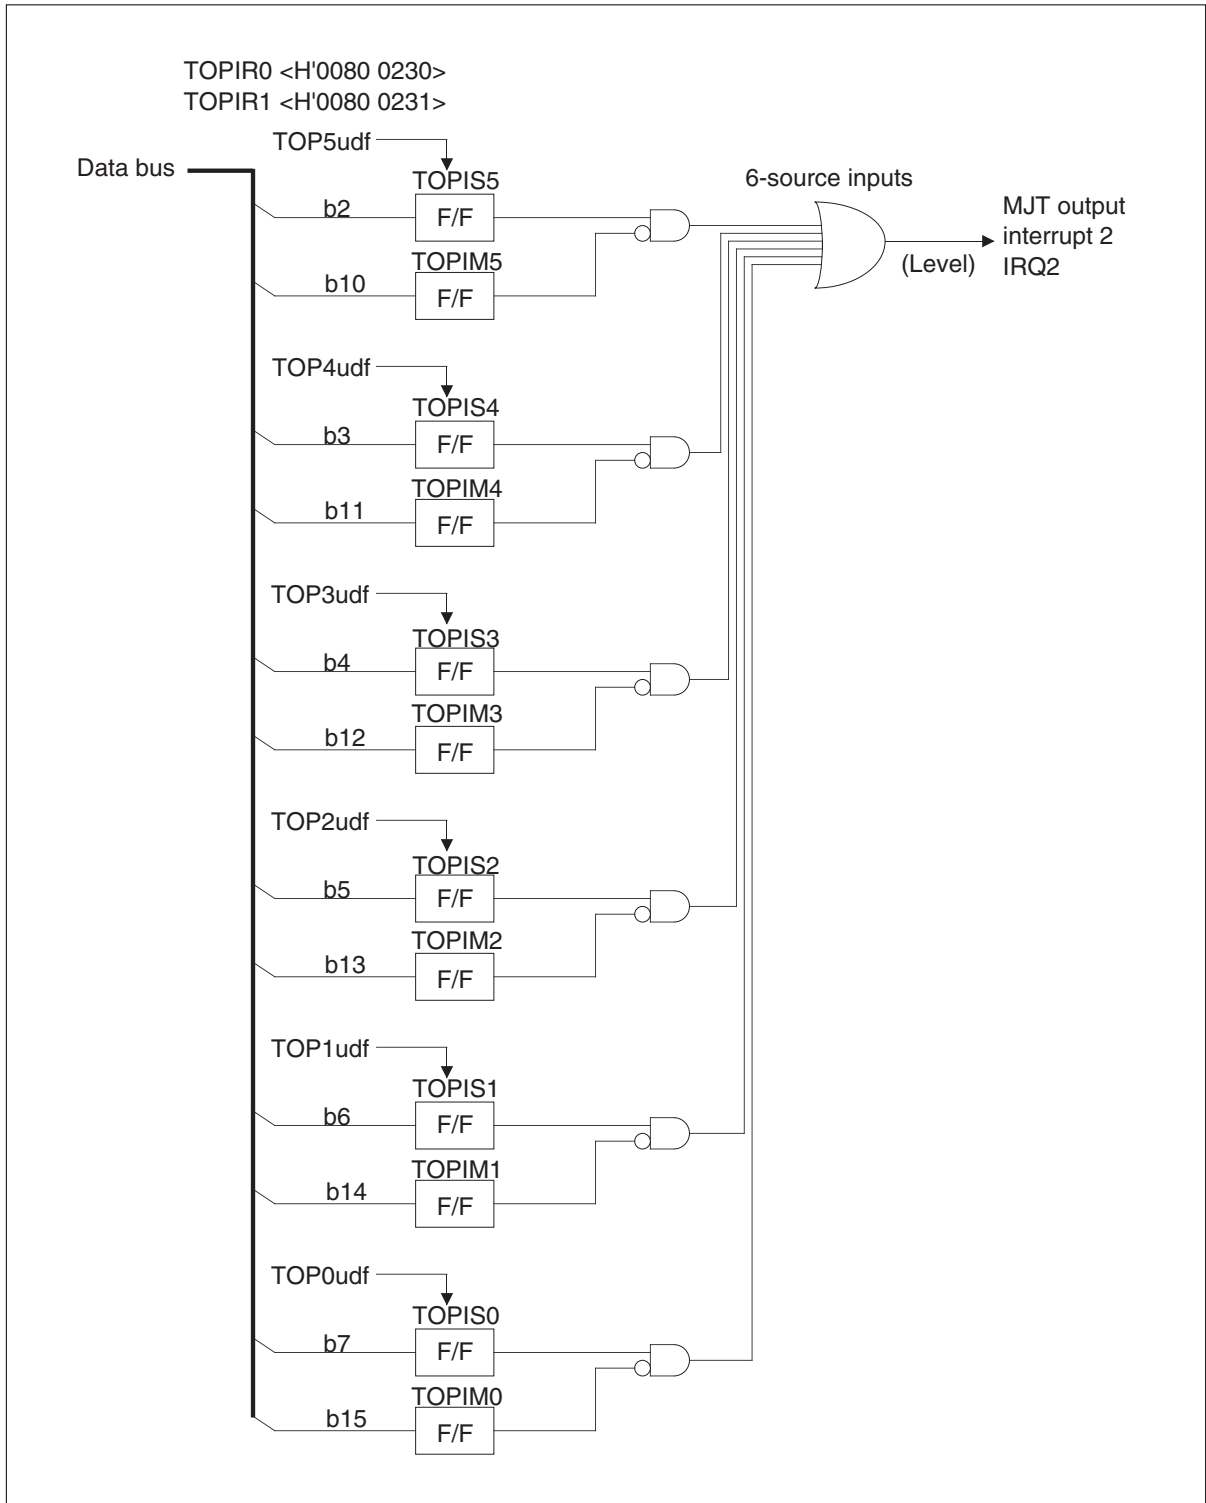 TOPIR0 <H'0080 0230>
TOPIR1 <H'0080 0231>
TOP5udf
Data bus
TOPIS5
6-source inputs
b2
F/F
MJT output
interrupt 2
IRQ2
(Level)
TOPIM5
b10
F/F
TOP4udf
TOPIS4
b3
F/F
TOPIM4
b11
F/F
TOP3udf
TOPIS3
b4
F/F
TOPIM3
b12
F/F
TOP2udf
TOPIS2
b5
F/F
TOPIM2
b13
F/F
TOP1udf
TOPIS1
b6
F/F
TOPIM1
b14
F/F
TOP0udf
TOPIS0
b7
F/F
TOPIM0
b15
F/F